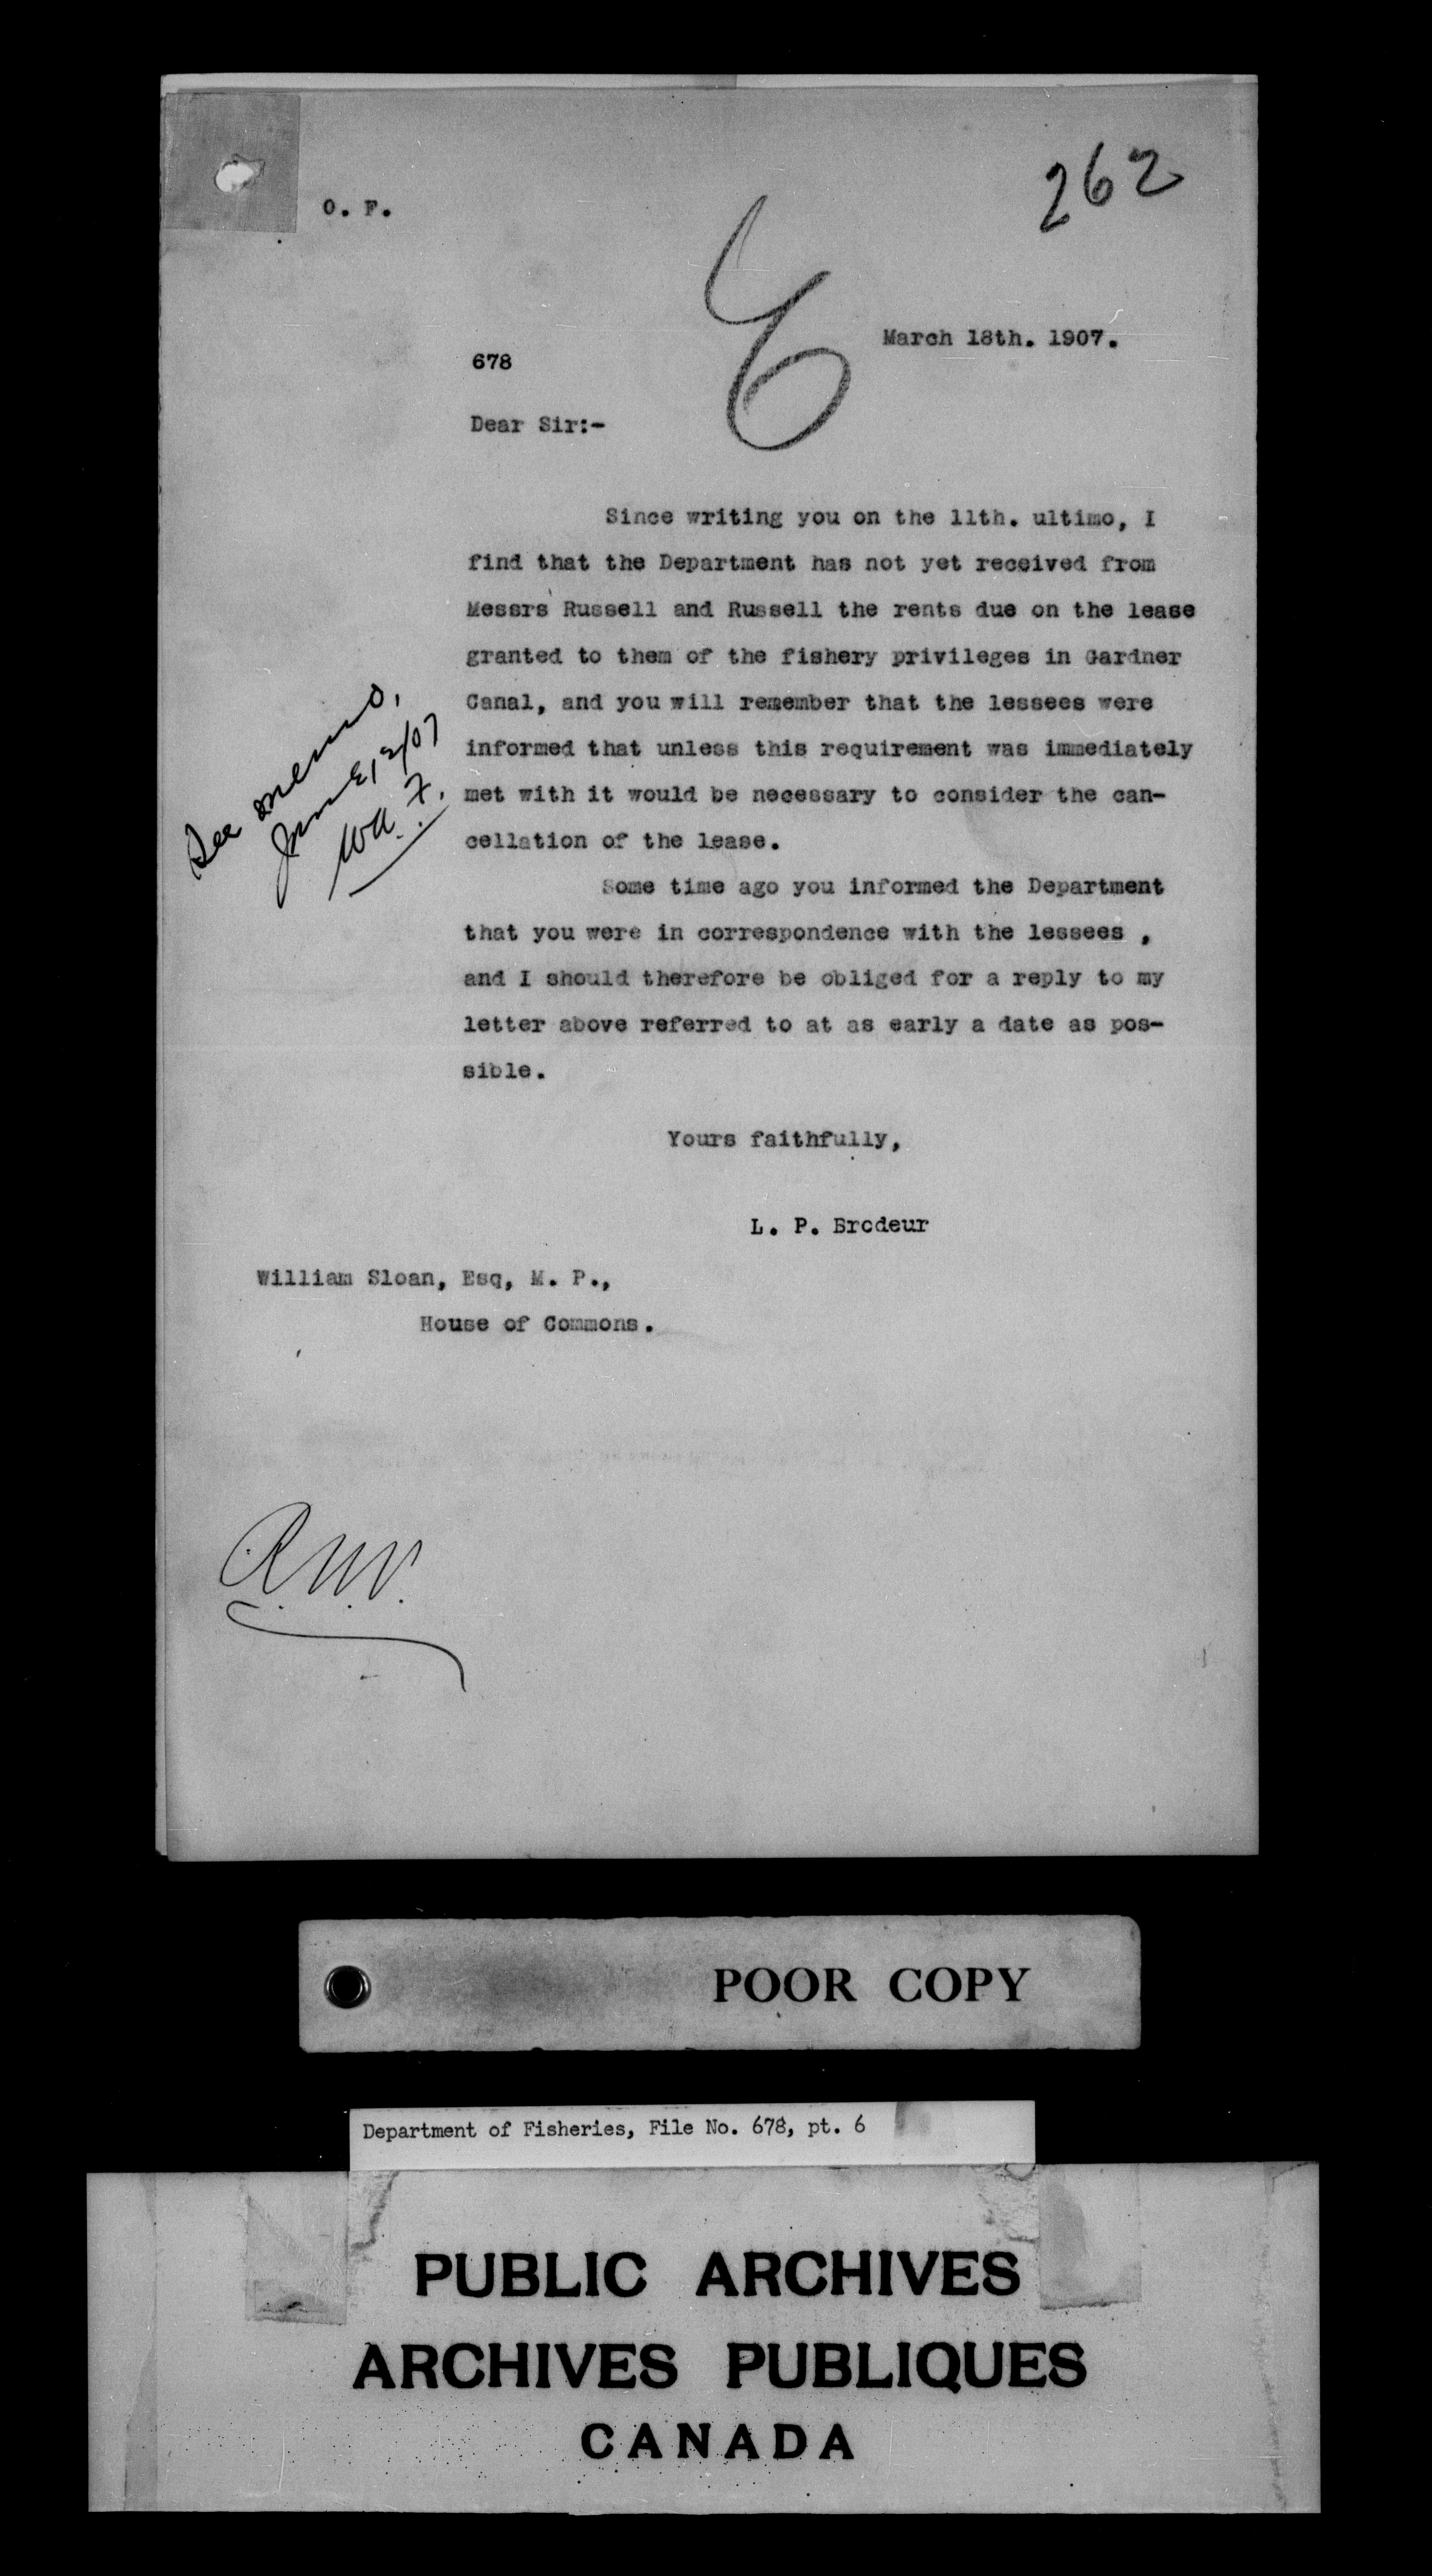 262
O. F.
6
March 18th. 1907.
678
Dear Sir:-
Since writing you on the 11th. ultimo, I
find that the Department has not yet received from
Messrs Russell and Russell the rents due on the lease
granted to them of the fishery privileges in Gardner
Canal, and you will remember that the lessees were
informed that unless this requirement was immediately
met with it would be necessary to consider the can-
cellation of the lease.
See memo,
June 12/07
Some time ago you informed the Department
that you were in correspondence with the lessees ,
and I should therefore be obliged for a reply to my
letter above referred to at as early a date as pos-
sible.
Yours faithfully,
L. P. Brodeur
William Sloan, Esq, M. P.,
House of Commons.
R.N.V.
POOR COPY
Department of Fisheries, File No. 678, pt. 6
PUBLIC ARCHIVES
ARCHIVES PUBLIQUES
CANADA